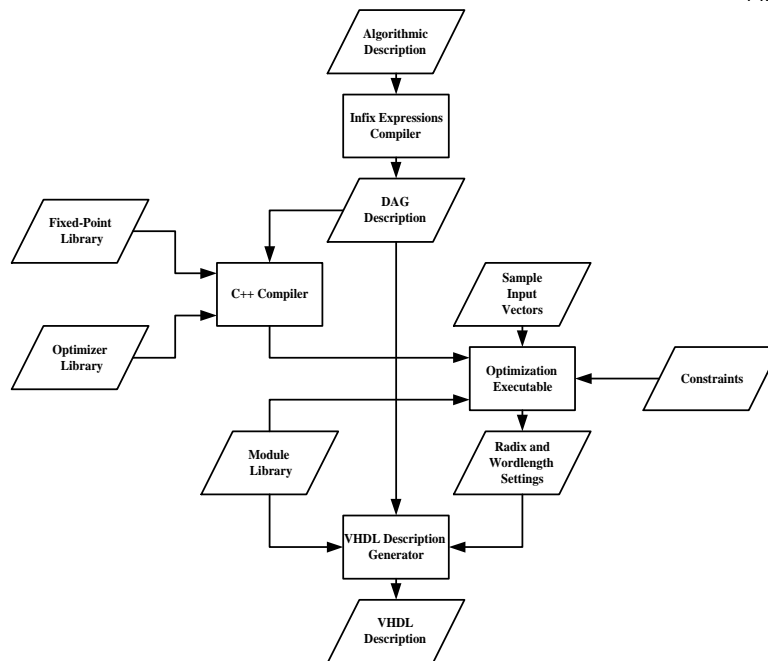 Algorithmic
Description
Infix Expressions
Compiler
DAG
Description
Fixed-Point
Library
C++ Compiler
Sample
Input
Vectors
Optimizer
Library
Optimization
Executable
Constraints
Module
Library
Radix and
Wordlength
Settings
VHDL Description
Generator
VHDL
Description